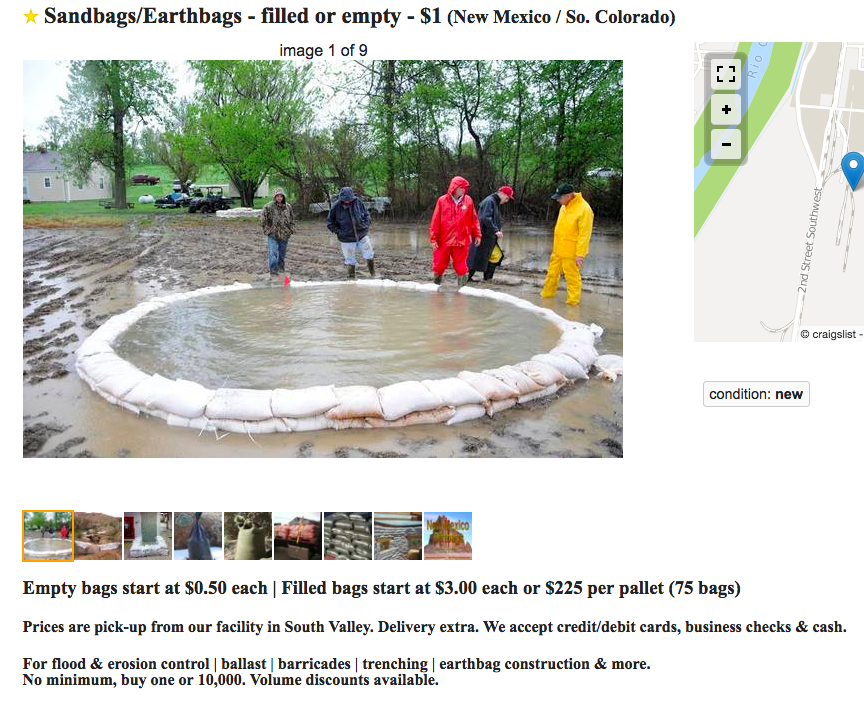 Sandbags/Earthbags - filled or empty - $1 (New Mexico / So. Colorado)
image 1 of 9
Rio
+
-
2nd Street Southwest
© craigslist -
condition: new
New Mexico
Empty bags start at $0.50 each | Filled bags start at $3.00 each or $225 per pallet (75 bags)
Prices are pick-up from our facility in South Valley. Delivery extra. We accept credit/debit cards, business checks & cash.
For flood & erosion control | ballast | barricades | trenching | earthbag construction & more.
No minimum, buy one or 10,000. Volume discounts available.